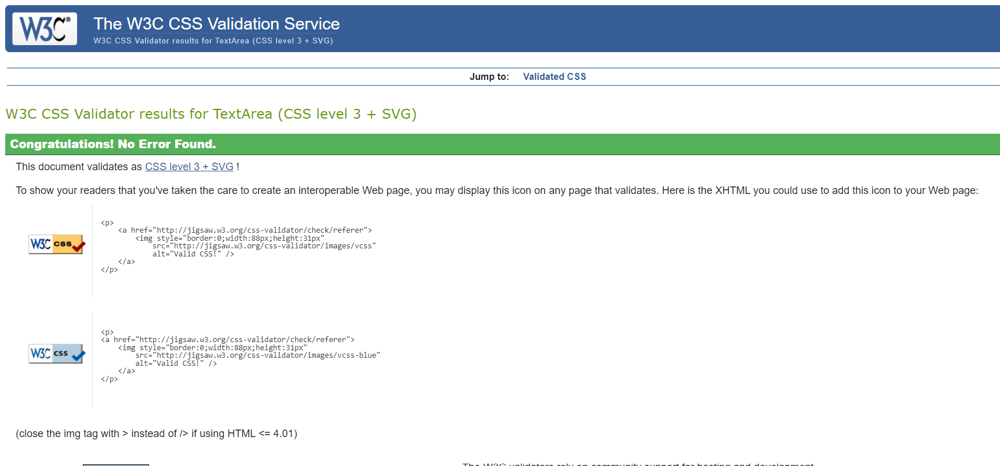 W3C®
The W3C CSS Validation Service
W3C CSS Validator results for TextArea (CSS level 3 + SVG)
Jump to: Validated CSS
W3C CSS Validator results for TextArea (CSS level 3 + SVG)
Congratulations! No Error Found.
This document validates as CSS level 3 + SVG !
To show your readers that you've taken the care to create an interoperable Web page, you may display this icon on any page that validates. Here is the XHTML you could use to add this icon to your Web page:
W3C css
<p>
    <a href="http://jigsaw.w3.org/css-validator/check/referer">
        <img style="border:0;width:88px;height:31px"
            src="http://jigsaw.w3.org/css-validator/images/vcss"
            alt="Valid CSS!" />
    </a>
</p>
W3C css
<p>
<a href="http://jigsaw.w3.org/css-validator/check/referer">
    <img style="border:0;width:88px;height:31px"
        src="http://jigsaw.w3.org/css-validator/images/vcss-blue"
        alt="Valid CSS!" />
    </a>
</p>
(close the img tag with > instead of /> if using HTML <= 4.01)
The W3C validators rely on community support for hosting and development